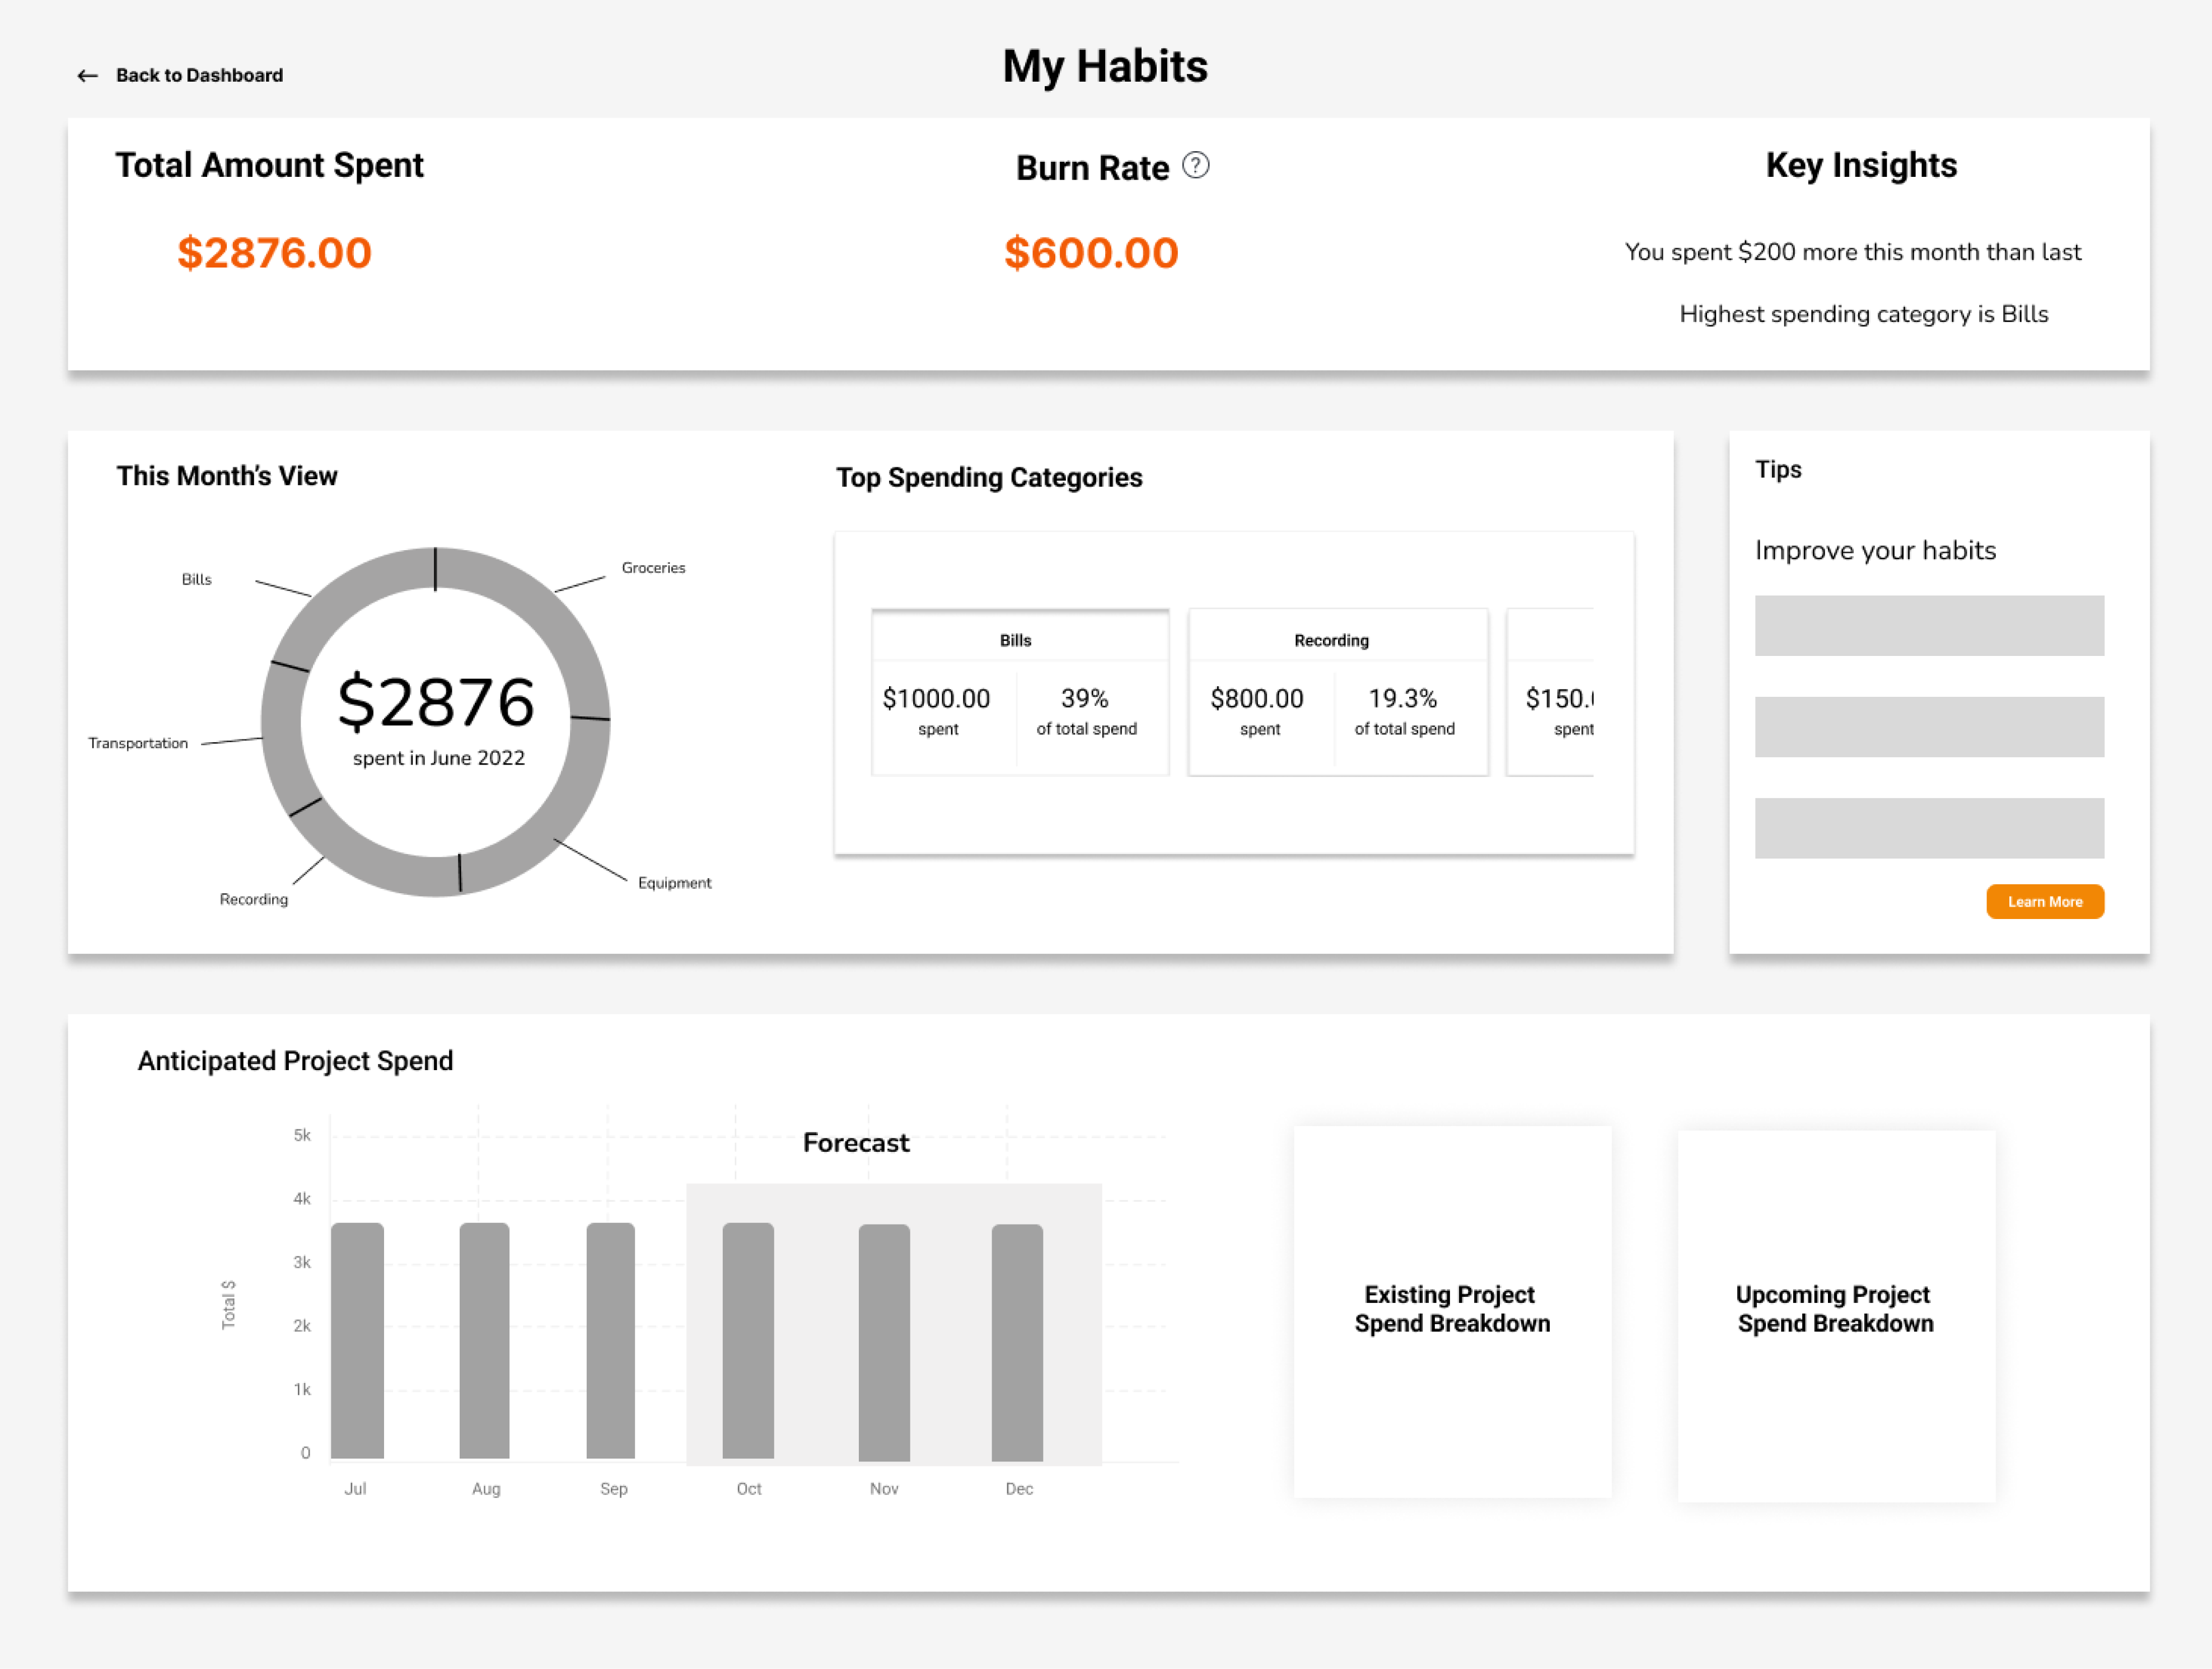 Back to Dashboard
My Habits
Total Amount Spent
$2876.00
Burn Rate ?
$600.00
Key Insights
You spent $200 more this month than last
Highest spending category is Bills
This Month’s View
Bills
Groceries
Transportation
Recording
Equipment
$2876
spent in June 2022
Top Spending Categories
Bills
$1000.00
spent
39%
of total spend
Recording
$800.00
spent
19.3%
of total spend
$150.
spent
Tips
Improve your habits
Learn More
Anticipated Project Spend
Forecast
Total $
5k
4k
3k
2k
1k
0
Jul Aug Sep Oct Nov Dec
Existing Project
Spend Breakdown
Upcoming Project
Spend Breakdown